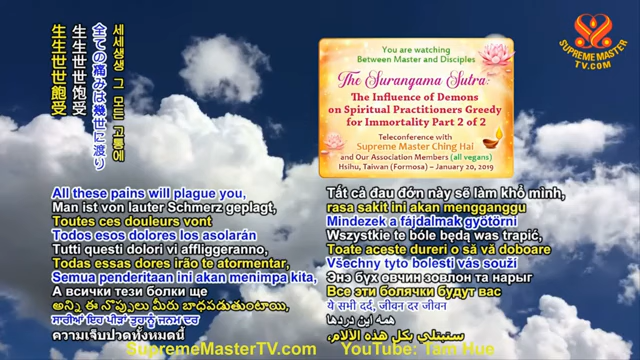 세세생생 그 모든 고통에
全ての痛みは幾世に渡り
生生世世饱受
生生世世飽受
You are watching
Between Master and Disciples
The Surangama Sutra:
The Influence of Demons
on Spiritual Practitioners Greedy
for Immortality Part 2 of 2
Teleconference with
Supreme Master Ching Hai
and Our Association Members (all vegans)
Hsihu, Taiwan (Formosa) – January 20, 2019
SUPREME MASTER
TV.COM
All these pains will plague you,
Man ist von lauter Schmerz geplagt,
Toutes ces douleurs vont
Todos esos dolores los asolarán
Tutti questi dolori vi affliggeranno,
Todas essas dores irão te atormentar,
Semua penderitaan ini akan menimpa kita,
А всички тези болки ще
అన్ని ఈ నొప్పులు మీరు బాధపడుతుంటాయి,
ਸਾਰੀਆਂ ਇਹ ਪੀੜਾਂ ਤੁਹਾਨੂੰ ਜਨਮ ਦਰ
ความเจ็บปวดทั้งหมดนี้
Tất cả đau đớn này sẽ làm khổ mình,
rasa sakit ini akan mengganggu
Mindezek a fájdalmak gyötörni
Wszystkie te bóle będą was trapić,
Toate aceste dureri o să vă doboare
Všechny tyto bolesti vás souží
Энэ бүх өвчин зовлон та нарыг
Все эти болячки будут вас
ये सभी दर्द, जीवन दर जीवन
همه این دردها
ستبتلي بكل هذه الآلام،
SupremeMasterTV.com
YouTube: Tam Hue